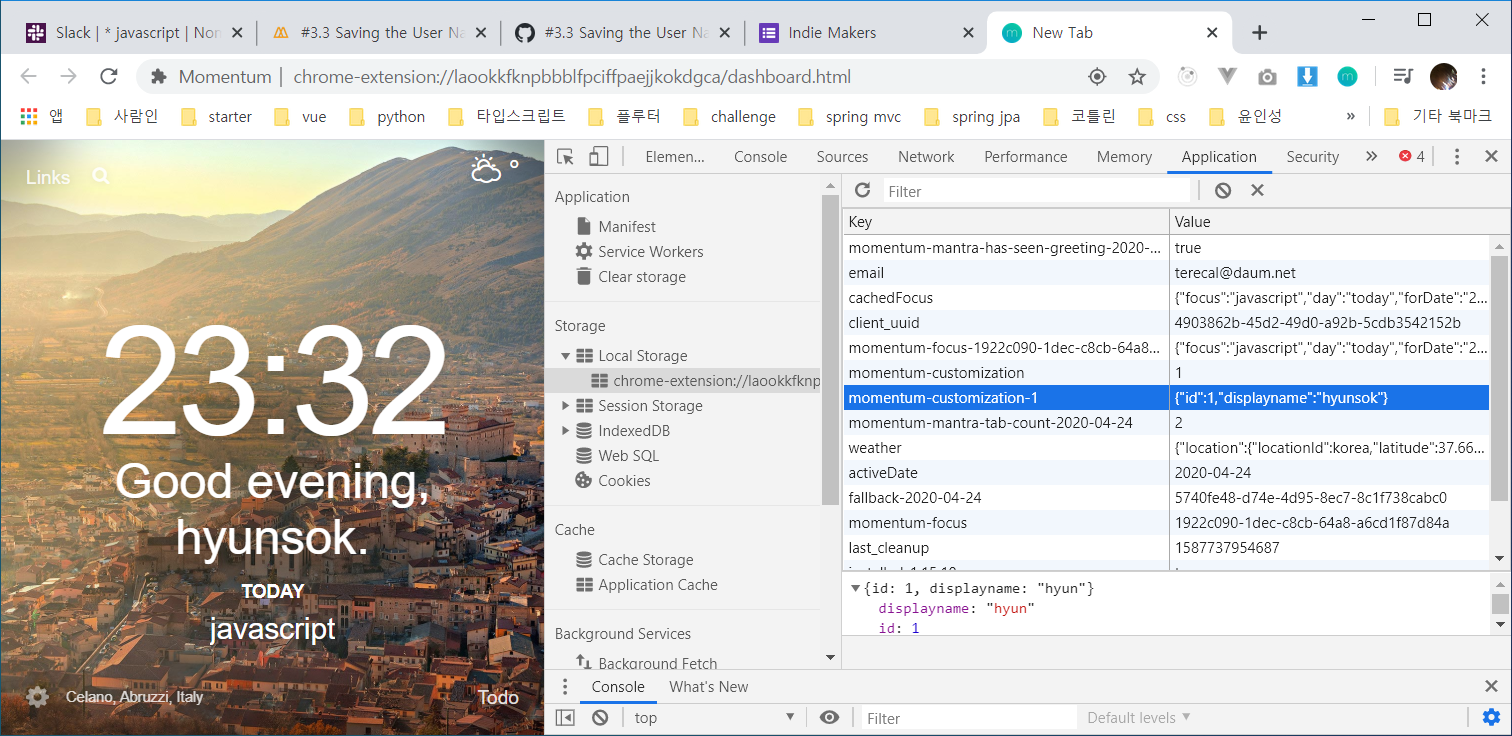 Slack | * javascript | Non
#3.3 Saving the User Na
#3.3 Saving the User Na
Indie Makers
New Tab
Momentum | chrome-extension://laookkfknpbbblfpciffpaejjkokdgca/dashboard.html
앱 사람인 starter vue python 타입스크립트 플루터 challenge spring mvc spring jpa 코틀린 css 윤인성 » 기타 북마크
Links
23:32
Good evening,
hyunsok.
TODAY
javascript
Celano, Abruzzi, Italy
Todo
Elemen... Console Sources Network Performance Memory Application Security » 4
Application
Manifest
Service Workers
Clear storage
Storage
Local Storage
chrome-extension://laookkfknp
Session Storage
IndexedDB
Web SQL
Cookies
Cache
Cache Storage
Application Cache
Background Services
Background Fetch
Filter
Key Value
momentum-mantra-has-seen-greeting-2020-... true
email terecal@daum.net
cachedFocus {"focus":"javascript","day":"today","forDate":"2...
client_uuid 4903862b-45d2-49d0-a92b-5cdb3542152b
momentum-focus-1922c090-1dec-c8cb-64a8... {"focus":"javascript","day":"today","forDate":"2...
momentum-customization 1
momentum-customization-1 {"id":1,"displayname":"hyunsok"}
momentum-mantra-tab-count-2020-04-24 2
weather {"location":{"locationId":korea,"latitude":37.66...
activeDate 2020-04-24
fallback-2020-04-24 5740fe48-d74e-4d95-8ec7-8c1f738cabc0
momentum-focus 1922c090-1dec-c8cb-64a8-a6cd1f87d84a
last_cleanup 1587737954687
{id: 1, displayname: "hyun"}
displayname: "hyun"
id: 1
Console What's New
top Filter Default levels